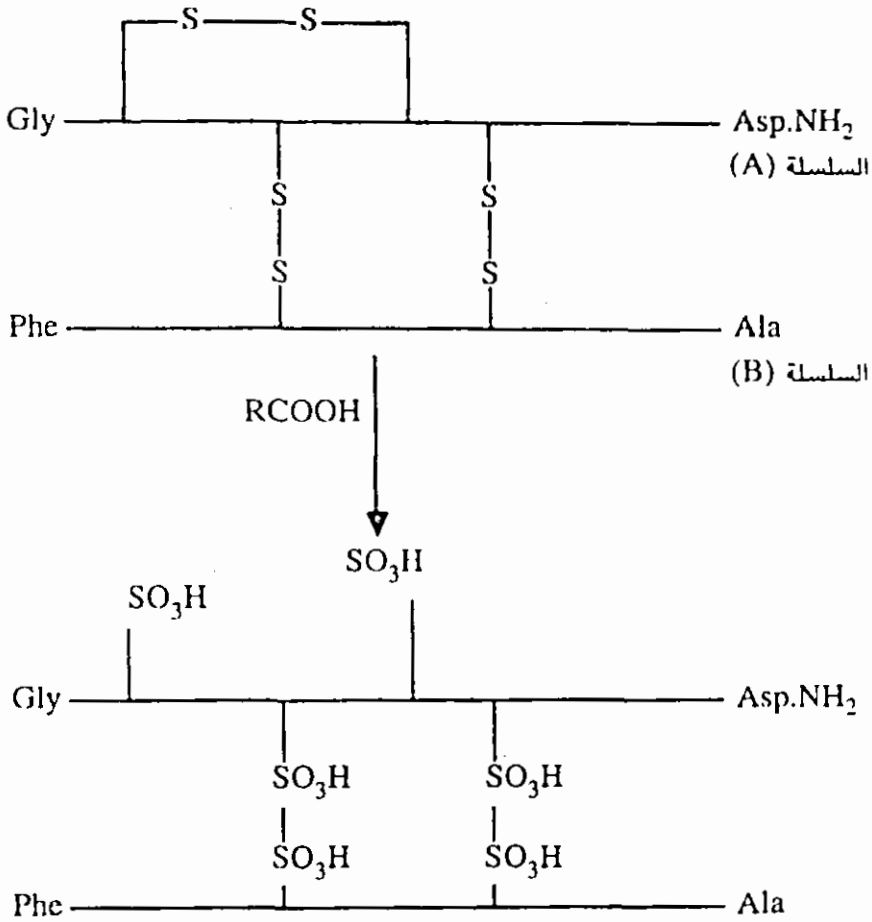 S S
Gly Asp.NH₂
السلسلة (A)
S S
S S
Phe Ala
السلسلة (B)
RCOOH
SO₃H
SO₃H
Gly Asp.NH₂
SO₃H SO₃H
SO₃H SO₃H
Phe Ala